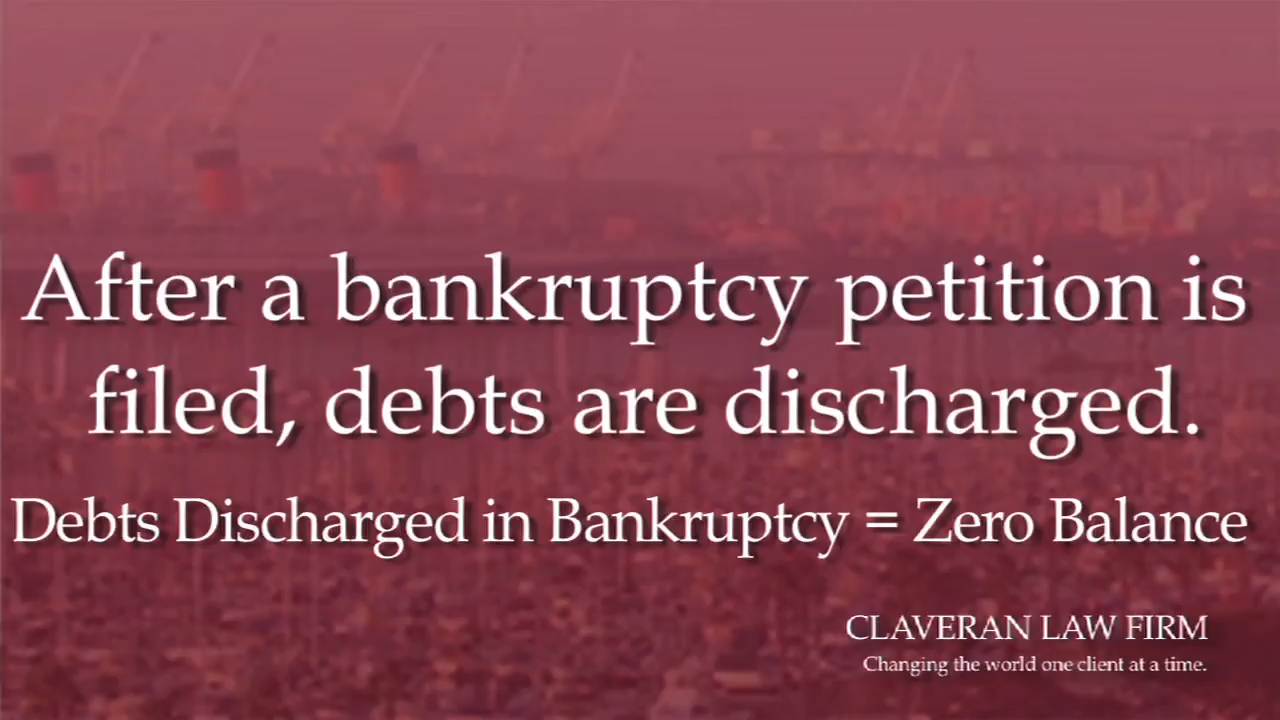 After a bankruptcy petition is
filed, debts are discharged.
Debts Discharged in Bankruptcy = Zero Balance
CLAVERAN LAW FIRM
Changing the world one client at a time.